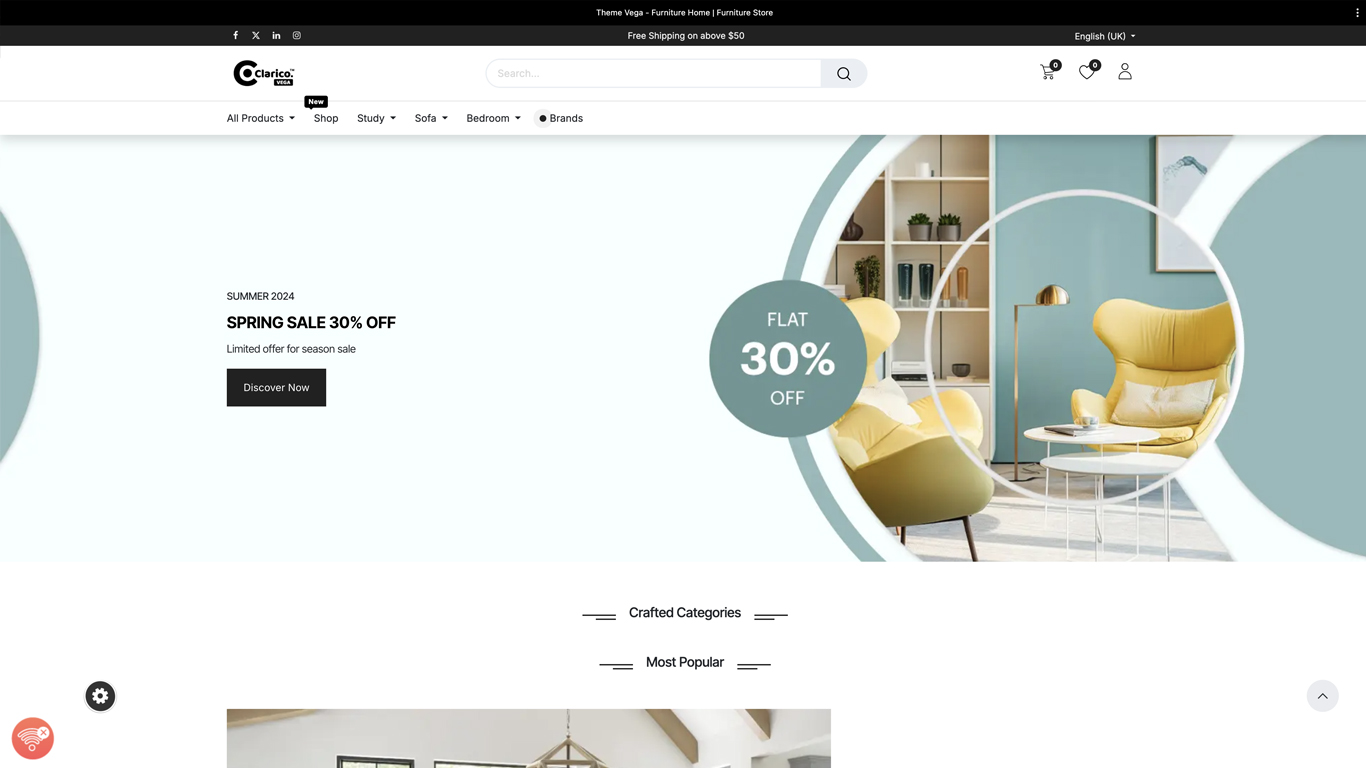 Theme Vega - Furniture Home | Furniture Store
Free Shipping on above $50
English (UK)
Clarico™
VEGA
Search...
0
0
New
All Products
Shop
Study
Sofa
Bedroom
Brands
SUMMER 2024
SPRING SALE 30% OFF
Limited offer for season sale
Discover Now
FLAT
30%
OFF
Crafted Categories
Most Popular